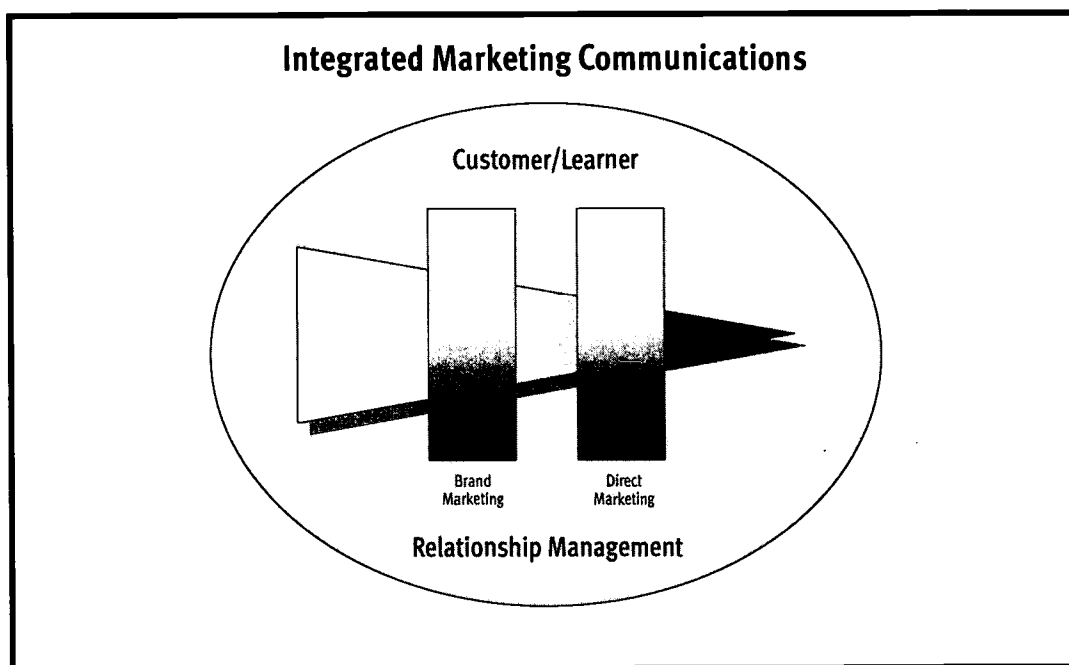 Integrated Marketing Communications
Customer/Learner
Brand
Marketing
Direct
Marketing
Relationship Management